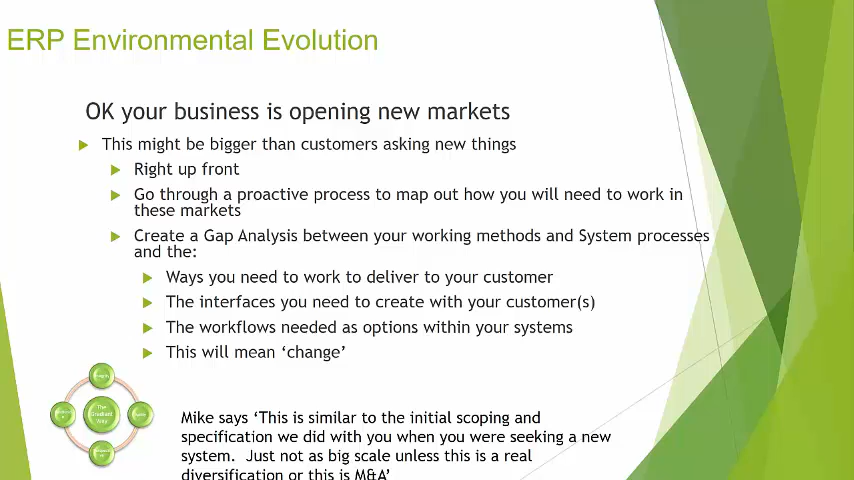 ERP Environmental Evolution
OK your business is opening new markets
This might be bigger than customers asking new things
Right up front
Go through a proactive process to map out how you will need to work in
these markets
Create a Gap Analysis between your working methods and System processes
and the:
Ways you need to work to deliver to your customer
The interfaces you need to create with your customer(s)
The workflows needed as options within your systems
This will mean ‘change’
The
Gradient
Way
Mike says ‘This is similar to the initial scoping and
specification we did with you when you were seeking a new
system.  Just not as big scale unless this is a real
diversification or this is M&A’